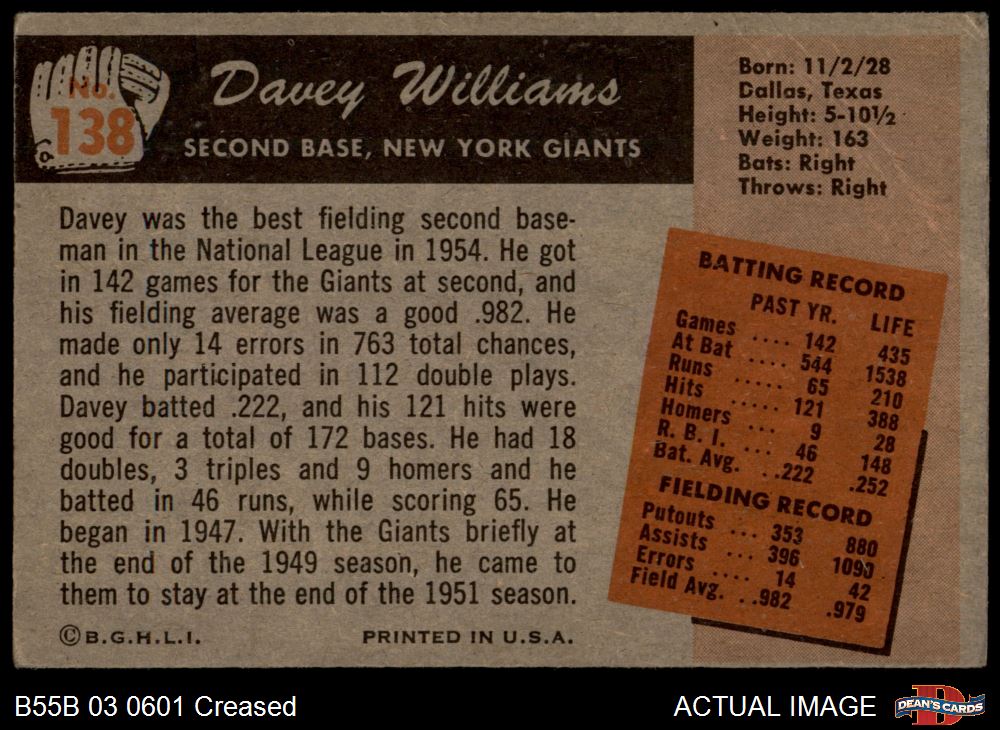 No.
138
Davey Williams
SECOND BASE, NEW YORK GIANTS
Born: 11/2/28
Dallas, Texas
Height: 5-10½
Weight: 163
Bats: Right
Throws: Right
Davey was the best fielding second base-
man in the National League in 1954. He got
in 142 games for the Giants at second, and
his fielding average was a good .982. He
made only 14 errors in 763 total chances,
and he participated in 112 double plays.
Davey batted .222, and his 121 hits were
good for a total of 172 bases. He had 18
doubles, 3 triples and 9 homers and he
batted in 46 runs, while scoring 65. He
began in 1947. With the Giants briefly at
the end of the 1949 season, he came to
them to stay at the end of the 1951 season.
BATTING RECORD
PAST YR. LIFE
Games .... 142 435
At Bat .... 544 1538
Runs ..... 65 210
Hits ..... 121 388
Homers ... 9 28
R. B. I. ... 46 148
Bat. Avg. ..222 .252
FIELDING RECORD
Putouts ... 353 880
Assists ... 396 1090
Errors .... 14 42
Field Avg. ..982 .979
©B.G.H.L.I. PRINTED IN U.S.A.
B55B 03 0601 Creased ACTUAL IMAGE
D
DEAN'S CARDS